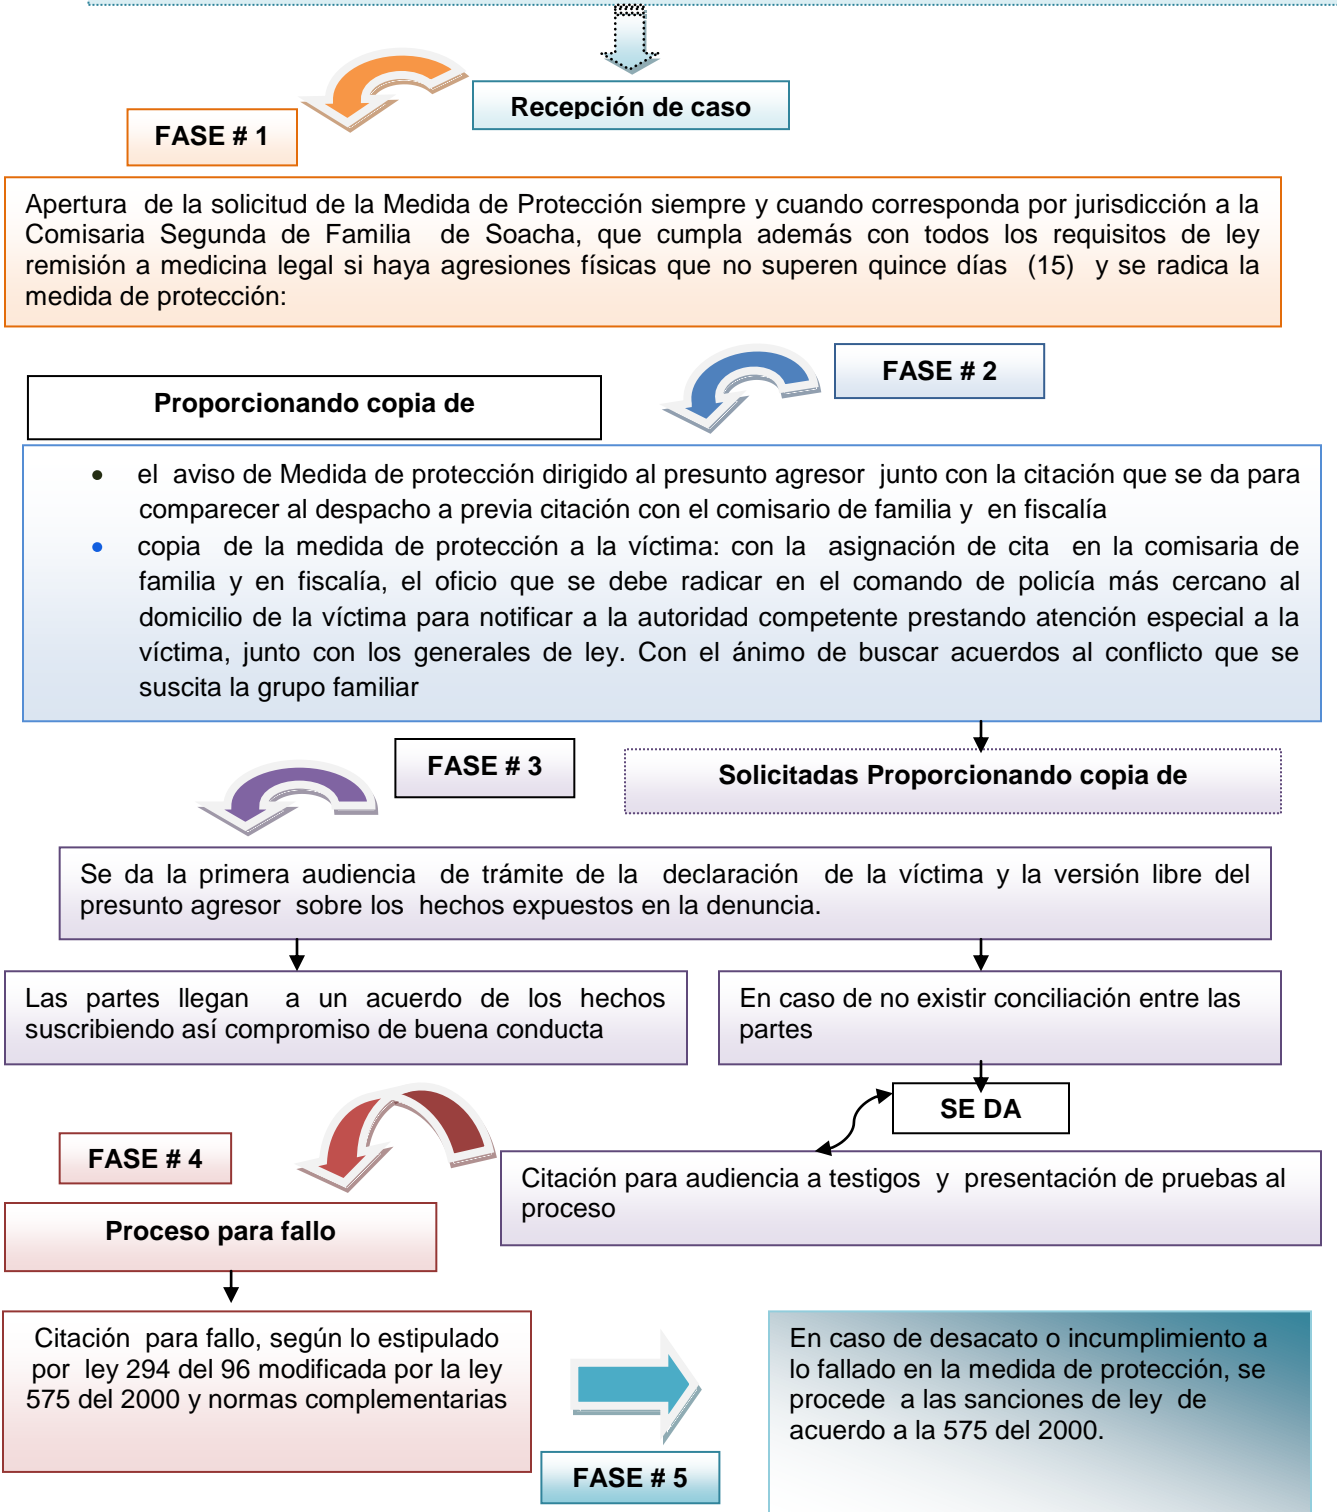 Recepción de caso
FASE # 1
Apertura de la solicitud de la Medida de Protección siempre y cuando corresponda por jurisdicción a la
Comisaria Segunda de Familia de Soacha, que cumpla además con todos los requisitos de ley
remisión a medicina legal si haya agresiones físicas que no superen quince días (15) y se radica la
medida de protección:
FASE # 2
Proporcionando copia de
• el aviso de Medida de protección dirigido al presunto agresor junto con la citación que se da para
comparecer al despacho a previa citación con el comisario de familia y en fiscalía
• copia de la medida de protección a la víctima: con la asignación de cita en la comisaria de
familia y en fiscalía, el oficio que se debe radicar en el comando de policía más cercano al
domicilio de la víctima para notificar a la autoridad competente prestando atención especial a la
víctima, junto con los generales de ley. Con el ánimo de buscar acuerdos al conflicto que se
suscita la grupo familiar
FASE # 3
Solicitadas Proporcionando copia de
Se da la primera audiencia de trámite de la declaración de la víctima y la versión libre del
presunto agresor sobre los hechos expuestos en la denuncia.
Las partes llegan a un acuerdo de los hechos
suscribiendo así compromiso de buena conducta
En caso de no existir conciliación entre las
partes
SE DA
Citación para audiencia a testigos y presentación de pruebas al
proceso
FASE # 4
Proceso para fallo
Citación para fallo, según lo estipulado
por ley 294 del 96 modificada por la ley
575 del 2000 y normas complementarias
FASE # 5
En caso de desacato o incumplimiento a
lo fallado en la medida de protección, se
procede a las sanciones de ley de
acuerdo a la 575 del 2000.